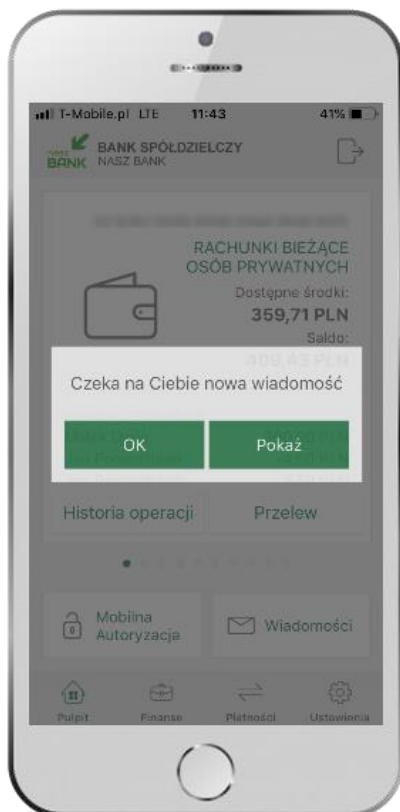 T-Mobile.pl LTE 11:43 41%
NASZ BANK BANK SPÓŁDZIELCZY
NASZ BANK
RACHUNKI BIEŻĄCE
OSÓB PRYWATNYCH
Dostępne środki:
359,71 PLN
Saldo:
Czeka na Ciebie nowa wiadomość
OK Pokaż
Historia operacji Przelew
Mobilna
Autoryzacja
Wiadomości
Pulpit Finanse Płatności Ustawienia